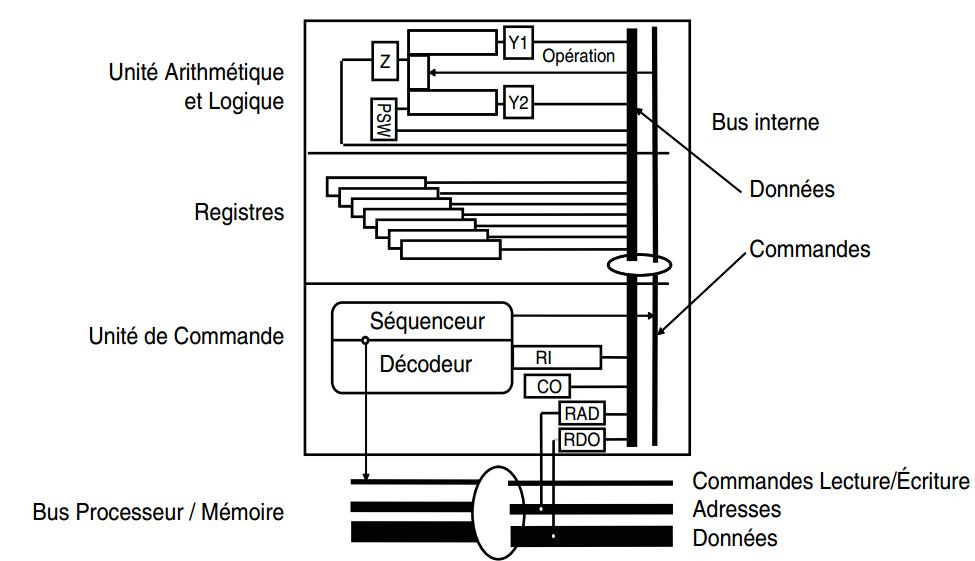 Unité Arithmétique
et Logique
Z
Y1
Opération
PSW
Y2
Bus interne
Données
Registres
Commandes
Unité de Commande
Séquenceur
Décodeur
RI
CO
RAD
RDO
Bus Processeur / Mémoire
Commandes Lecture/Écriture
Adresses
Données